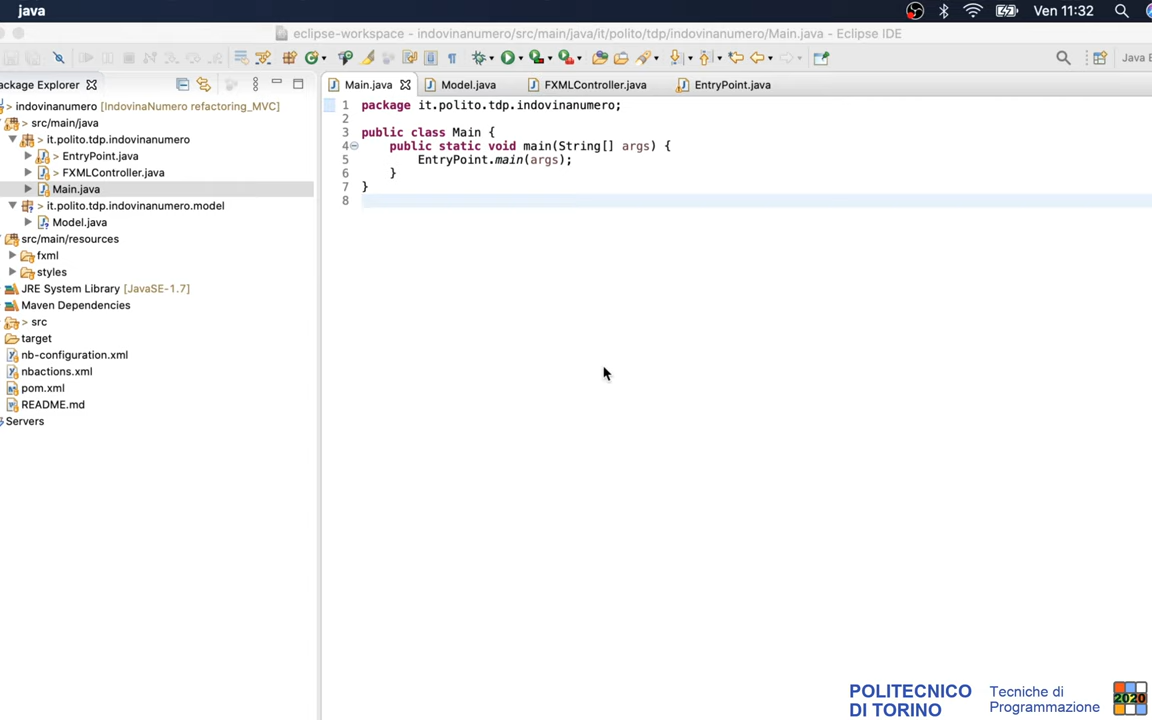 java
Ven 11:32
eclipse-workspace - indovinanumero/src/main/java/it/polito/tdp/indovinanumero/Main.java - Eclipse IDE
Java
ackage Explorer
Main.java
Model.java
FXMLController.java
EntryPoint.java
> indovinanumero [IndovinaNumero refactoring_MVC]
> src/main/java
> it.polito.tdp.indovinanumero
> EntryPoint.java
> FXMLController.java
Main.java
> it.polito.tdp.indovinanumero.model
Model.java
src/main/resources
fxml
styles
JRE System Library [JavaSE-1.7]
Maven Dependencies
> src
target
nb-configuration.xml
nbactions.xml
pom.xml
README.md
Servers
1 package it.polito.tdp.indovinanumero;
2
3 public class Main {
4 public static void main(String[] args) {
5 EntryPoint.main(args);
6 }
7 }
8
POLITECNICO
DI TORINO
Tecniche di
Programmazione
2020